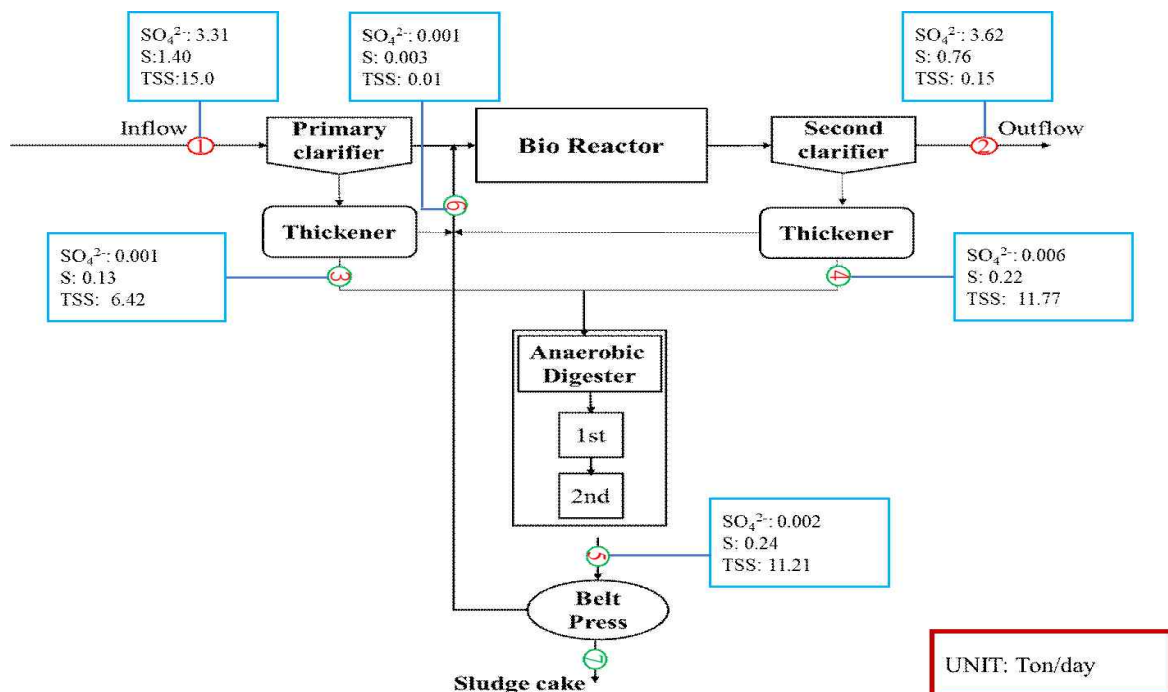 SO₄²⁻: 3.31
S:1.40
TSS:15.0
SO₄²⁻: 0.001
S: 0.003
TSS: 0.01
SO₄²⁻: 3.62
S: 0.76
TSS: 0.15
Inflow
①
Primary
clarifier
Bio Reactor
Second
clarifier
②
Outflow
⑥
Thickener
Thickener
SO₄²⁻: 0.001
S: 0.13
TSS: 6.42
③
④
SO₄²⁻: 0.006
S: 0.22
TSS: 11.77
Anaerobic
Digester
1st
2nd
SO₄²⁻: 0.002
S: 0.24
TSS: 11.21
⑤
Belt
Press
⑦
Sludge cake
UNIT: Ton/day